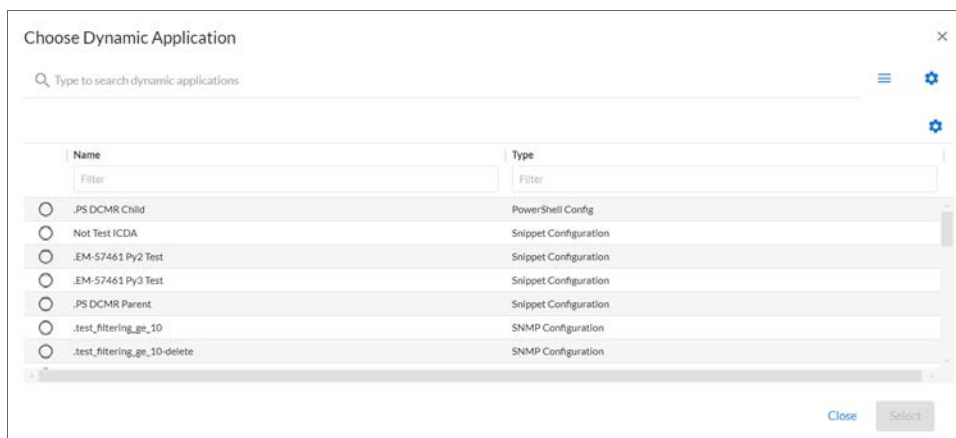 Choose Dynamic Application
Type to search dynamic applications
Name Type
Filter Filter
.PS DCMR Child PowerShell Config
Not Test ICDA Snippet Configuration
.EM-57461 Py2 Test Snippet Configuration
.EM-57461 Py3 Test Snippet Configuration
.PS DCMR Parent Snippet Configuration
.test_filtering_ge_10 SNMP Configuration
.test_filtering_ge_10-delete SNMP Configuration
Close Select